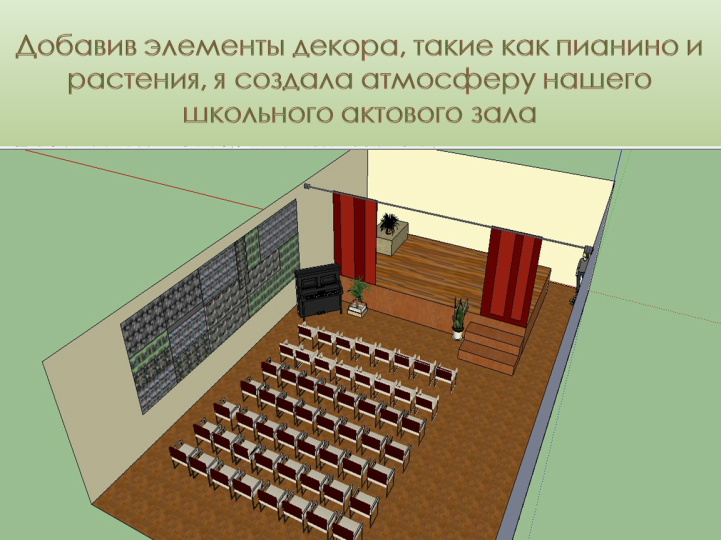 Добавив элементы декора, такие как пианино и
растения, я создала атмосферу нашего
школьного актового зала